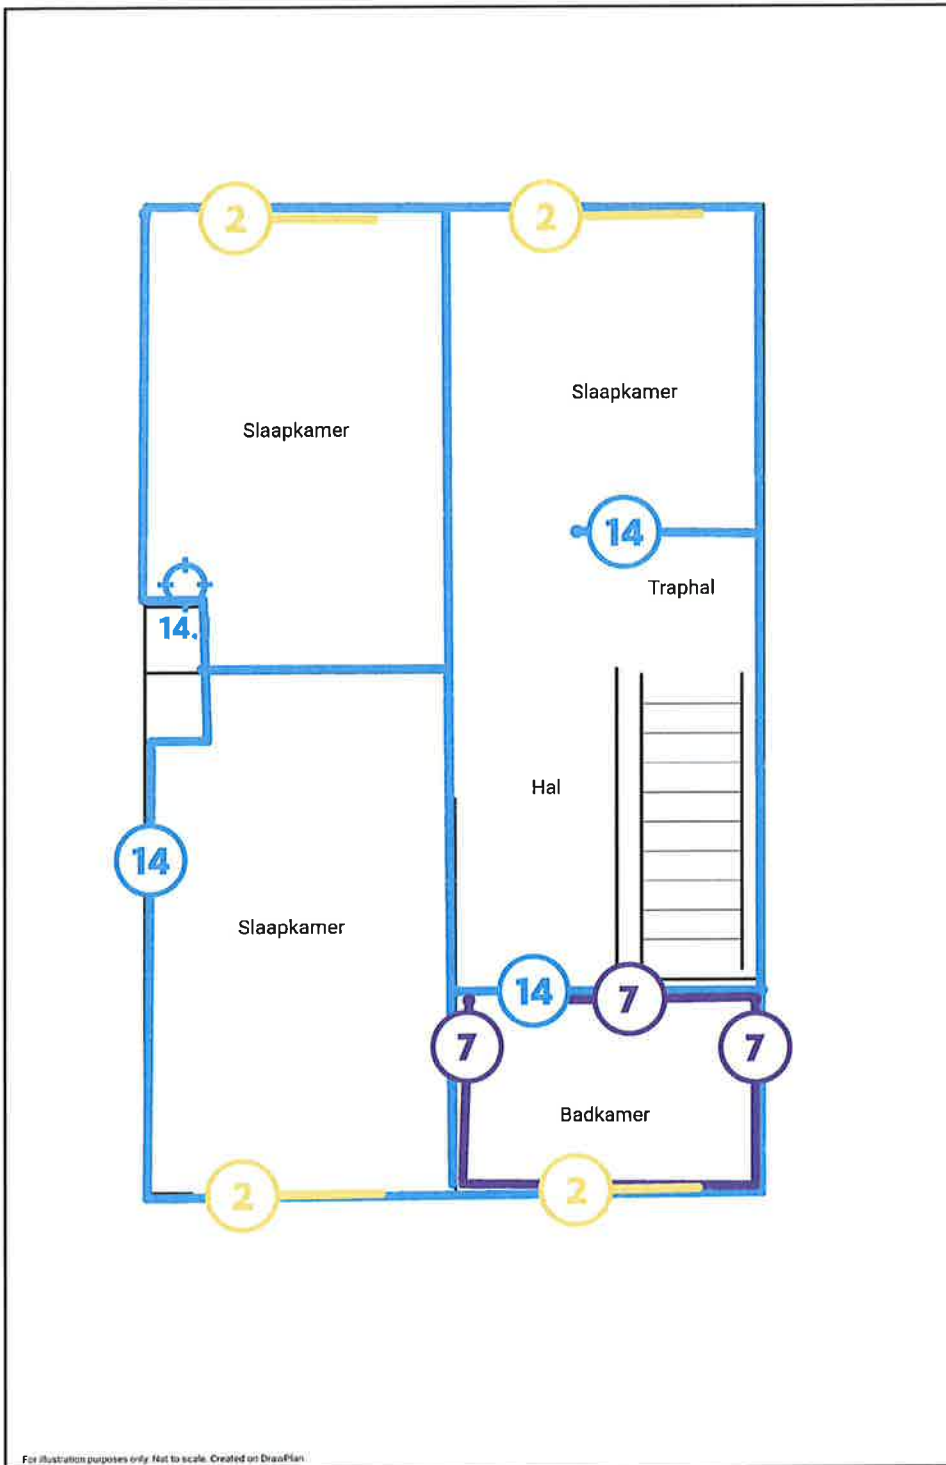 2
2
Slaapkamer
Slaapkamer
14
Traphal
14.
Hal
14
Slaapkamer
14
7
7
7
Badkamer
2
2
For illustration purposes only. Not to scale. Created on DrawPlan